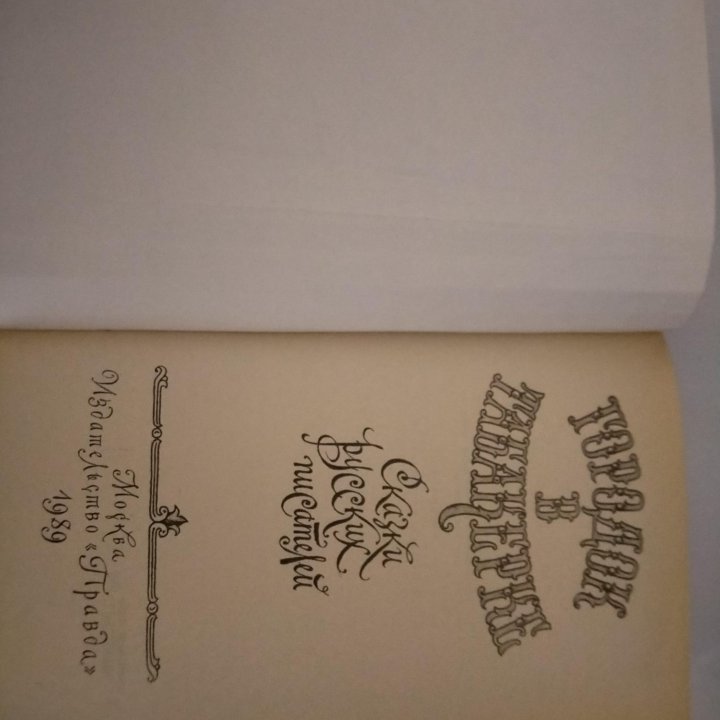 ГОРОДОК
В
ТАБАКЕРКЕ
Сказки
русских
писателей
Москва
Издательство «Правда»
1989